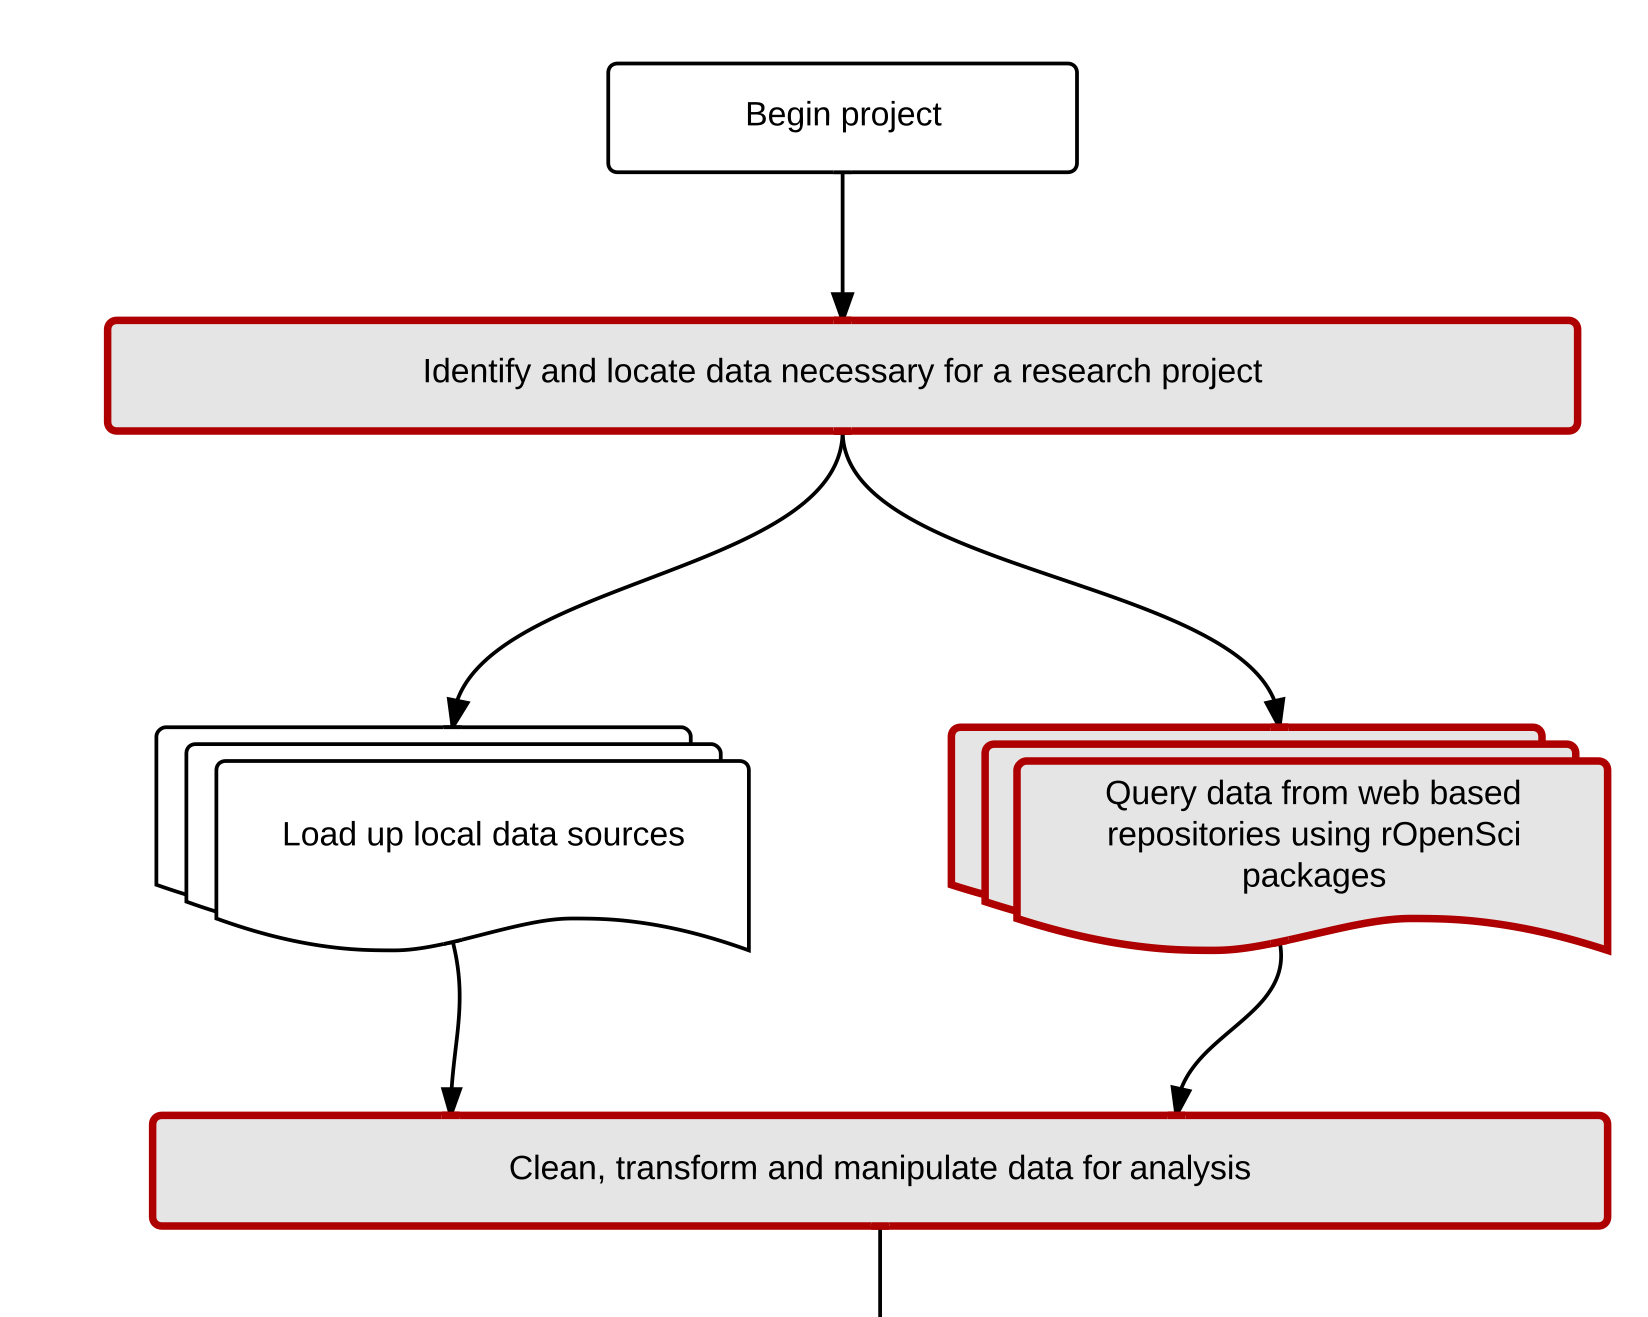 Begin project
Identify and locate data necessary for a research project
Load up local data sources
Query data from web based
repositories using rOpenSci
packages
Clean, transform and manipulate data for analysis